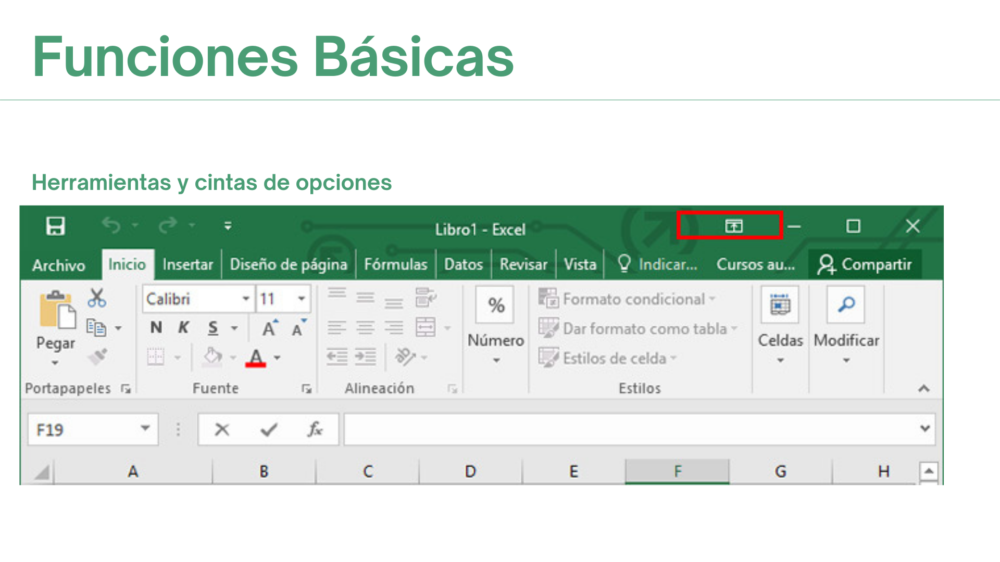 Funciones Básicas
Herramientas y cintas de opciones
Libro1 - Excel
Archivo Inicio Insertar Diseño de página Fórmulas Datos Revisar Vista Indicar... Cursos au... Compartir
Calibri 11
% Formato condicional
N K S A A
Dar formato como tabla
Pegar Número Celdas Modificar
A Estilos de celda
Portapapeles Fuente Alineación Estilos
F19 fx
A B C D E F G H